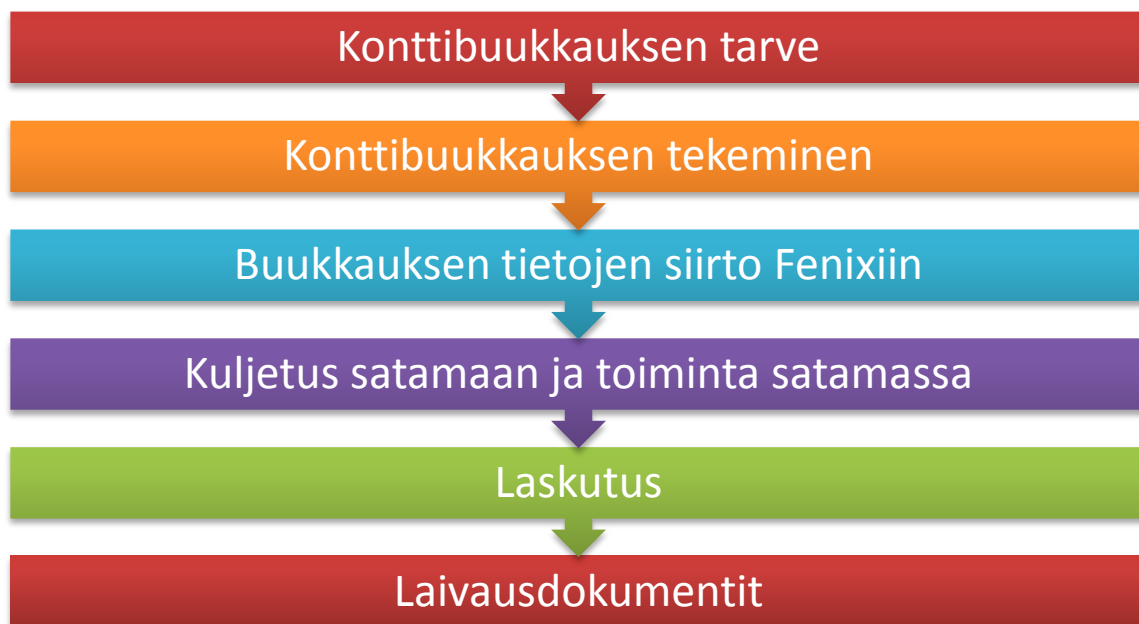 Konttibuukkauksen tarve
Konttibuukkauksen tekeminen
Buukkauksen tietojen siirto Fenixiin
Kuljetus satamaan ja toiminta satamassa
Laskutus
Laivausdokumentit